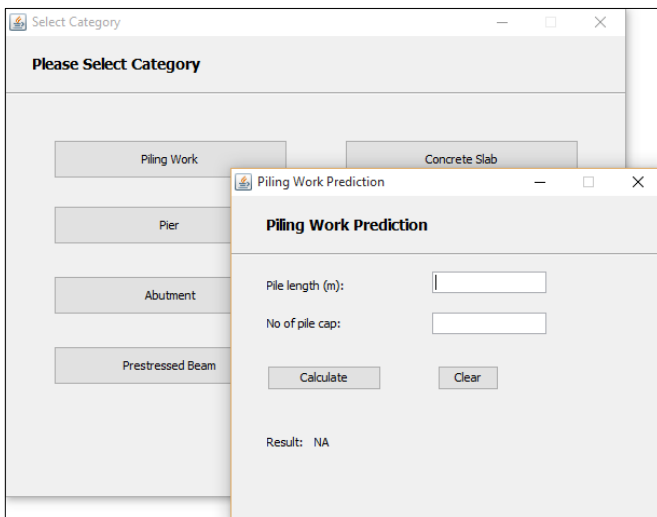 Select Category
Please Select Category
Piling Work
Concrete Slab
Pier
Abutment
Prestressed Beam
Piling Work Prediction
Piling Work Prediction
Pile length (m):
No of pile cap:
Calculate Clear
Result: NA